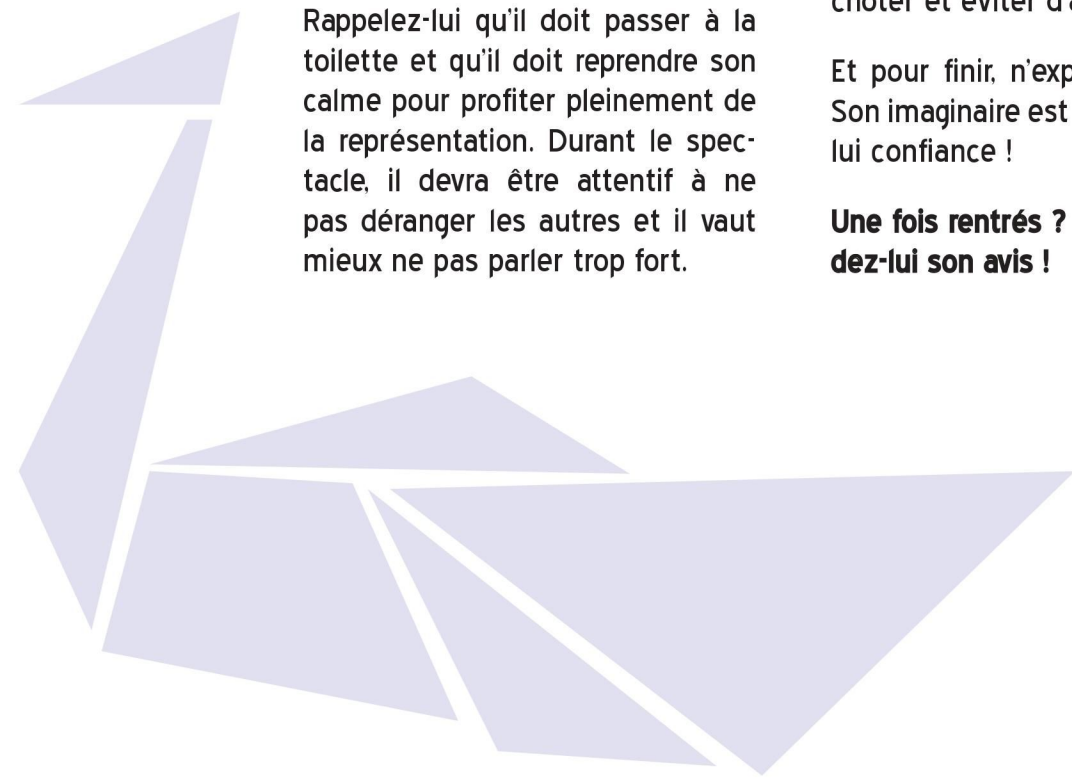 Rappelez-lui qu'il doit passer à la
toilette et qu'il doit reprendre son
calme pour profiter pleinement de
la représentation. Durant le spec-
tacle, il devra être attentif à ne
pas déranger les autres et il vaut
mieux ne pas parler trop fort.
choter et éviter d'a
Et pour finir, n'exp
Son imaginaire est
lui confiance !
Une fois rentrés ?
dez-lui son avis !